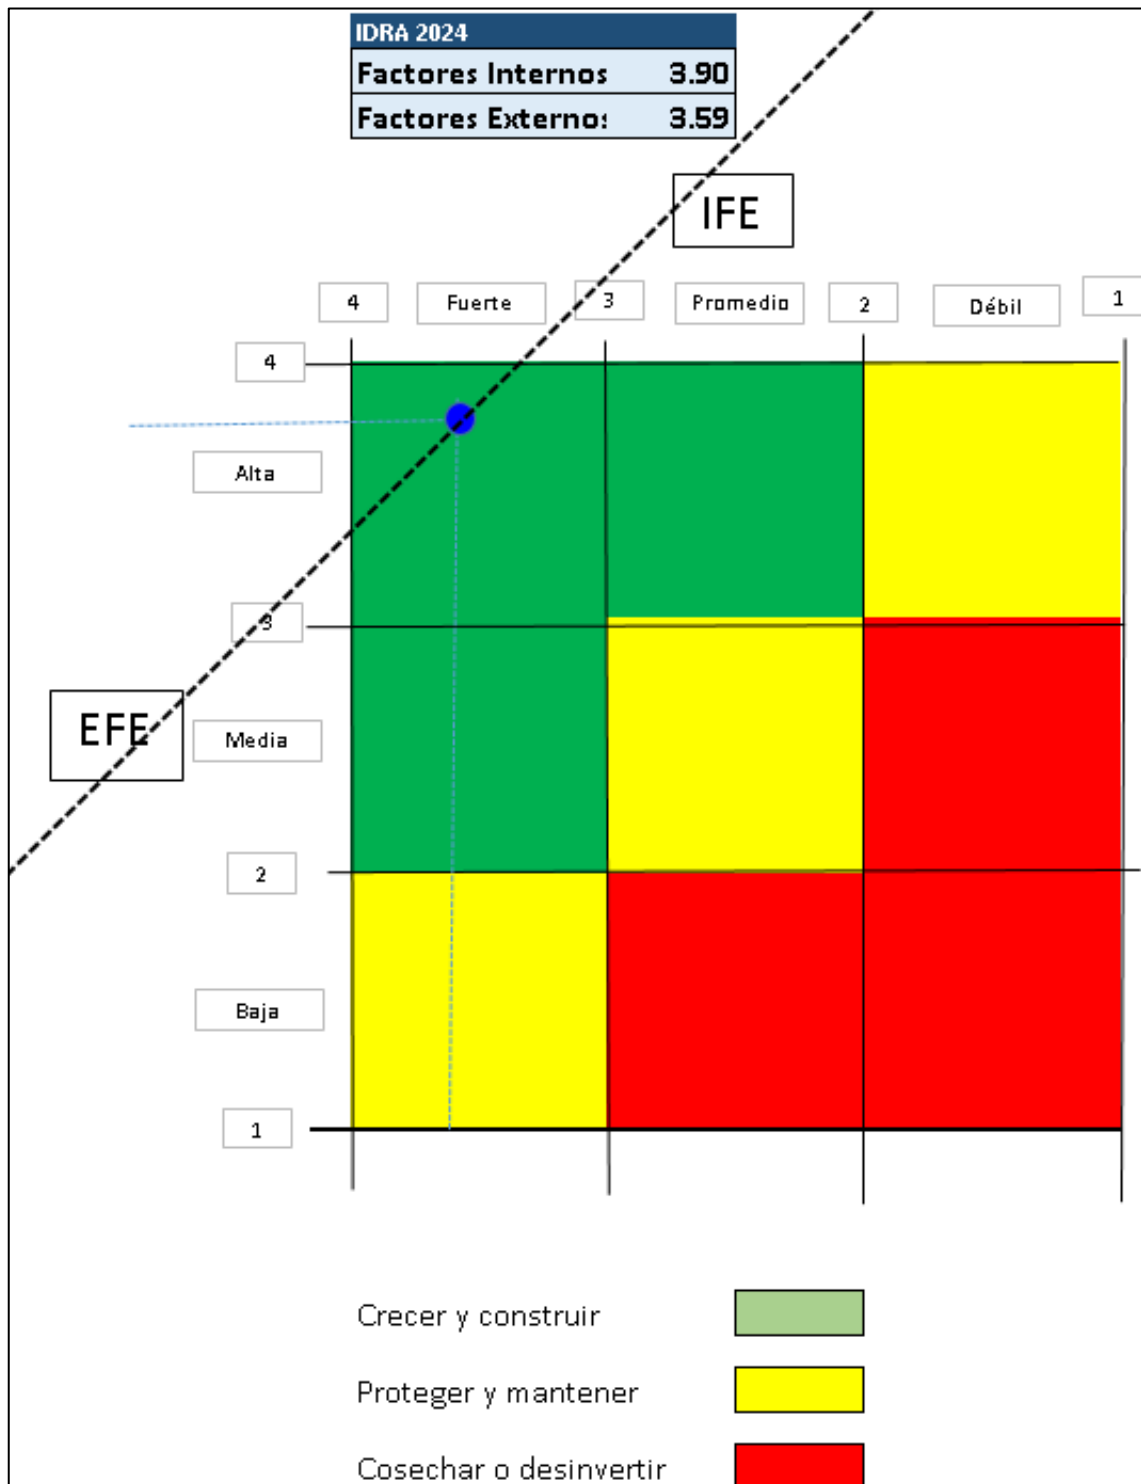 IDRA 2024
Factores Internos 3.90
Factores Externos 3.59
IFE
4 Fuerte 3 Promedio 2 Débil 1
4
Alta
3
EFE
Media
2
Baja
1
Crecer y construir
Proteger y mantener
Cosechar o desinvertir